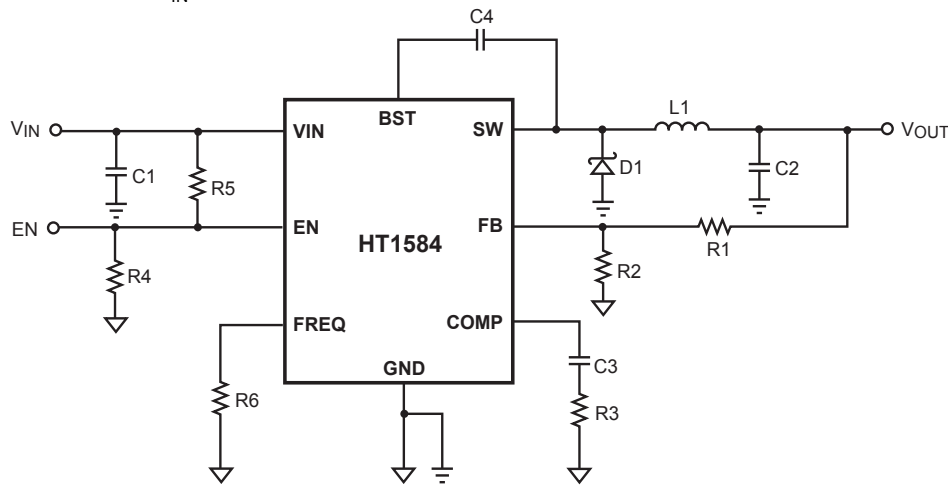 IN
C4
VIN
VIN
BST
SW
L1
VOUT
C1
R5
D1
C2
EN
EN
HT1584
FB
R1
R4
R2
FREQ
COMP
GND
C3
R6
R3